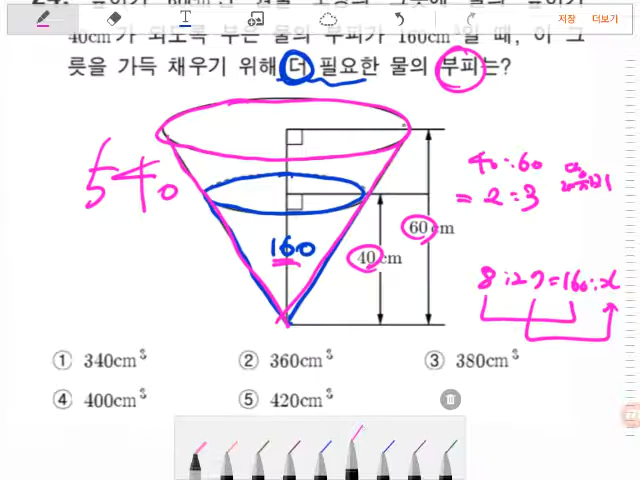 저장 더보기
40cm가 되도록 부은 물의 부피가 160cm³일 때, 이 그
릇을 가득 채우기 위해 더 필요한 물의 부피는?
540
40:60
= 2:3
160
60cm
40cm
8:27=160:x
① 340cm³ ② 360cm³ ③ 380cm³
④ 400cm³ ⑤ 420cm³